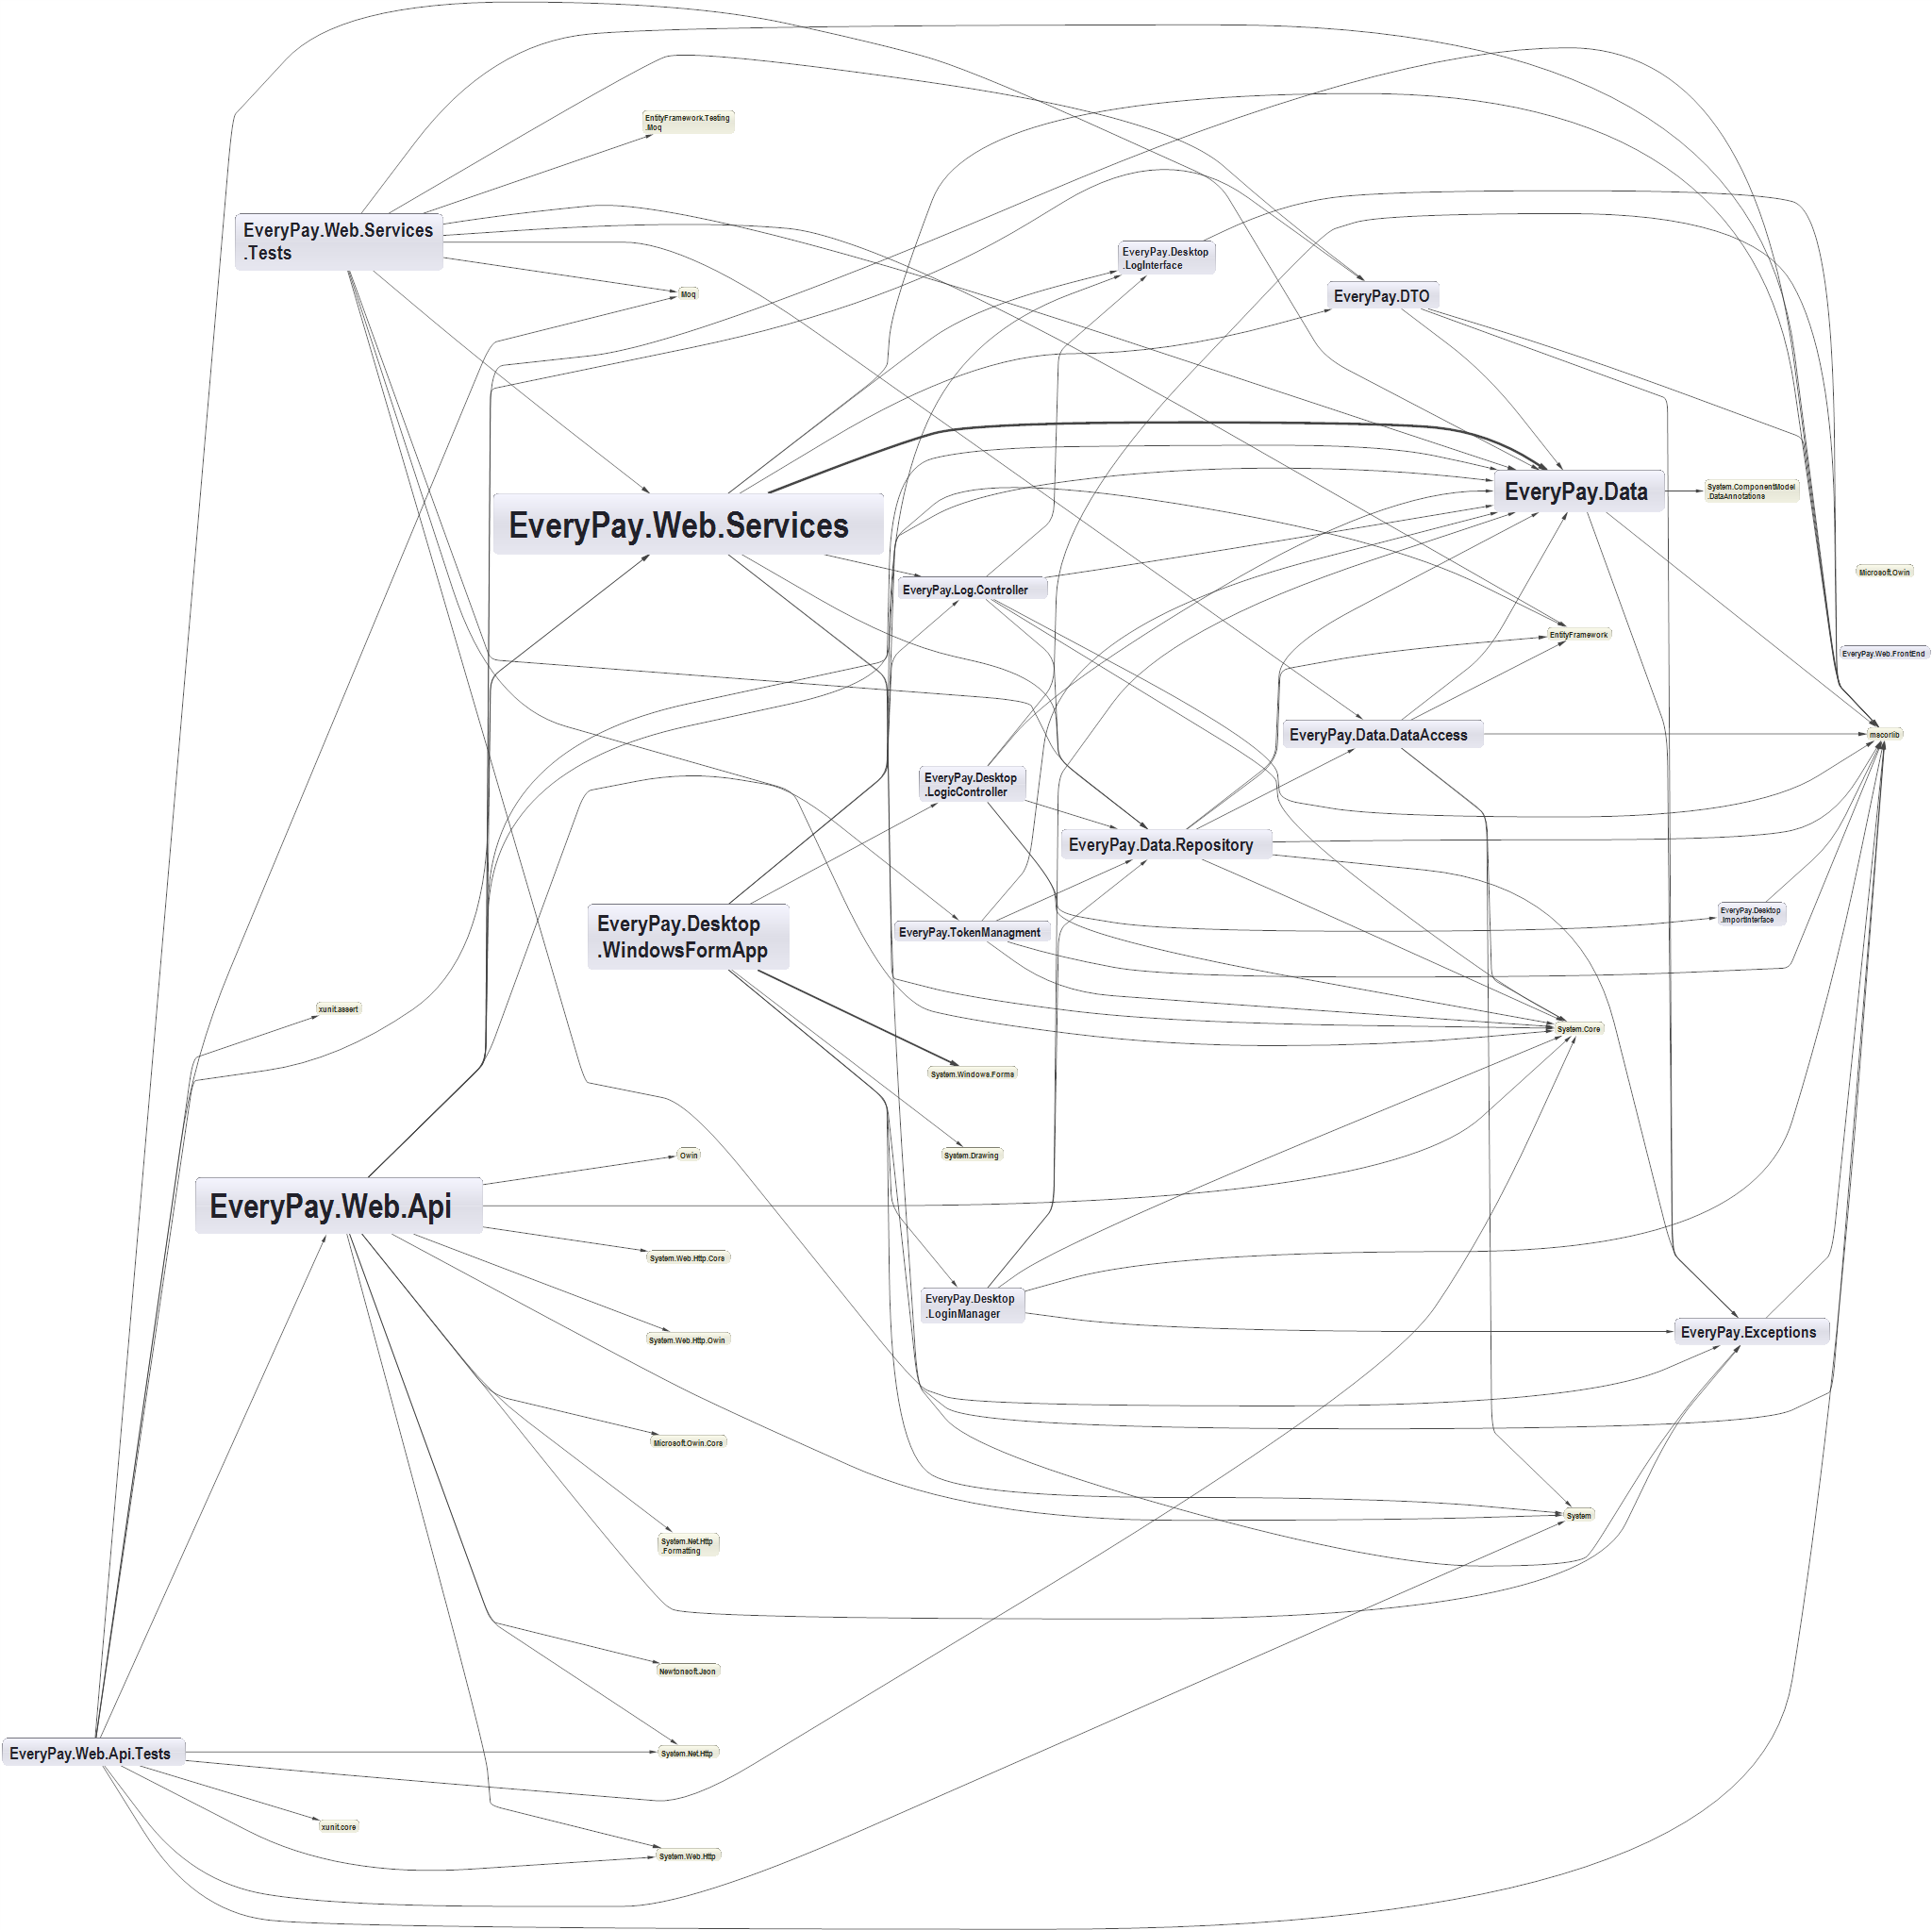 EntityFramework.Testing
.Moq
EveryPay.Web.Services
.Tests
EveryPay.Desktop
.LogInterface
Moq
EveryPay.DTO
EveryPay.Data
System.ComponentModel
.DataAnnotations
EveryPay.Web.Services
Microsoft.Owin
EveryPay.Log.Controller
EntityFramework
EveryPay.Web.FrontEnd
EveryPay.Data.DataAccess
mscorlib
EveryPay.Desktop
.LogicController
EveryPay.Data.Repository
EveryPay.Desktop
.ImportInterface
EveryPay.Desktop
.WindowsFormApp
EveryPay.TokenManagment
xunit.assert
System.Core
System.Windows.Forms
Owin
System.Drawing
EveryPay.Web.Api
System.Web.Http.Cors
EveryPay.Desktop
.LoginManager
EveryPay.Exceptions
System.Web.Http.Owin
Microsoft.Owin.Cors
System
System.Net.Http
.Formatting
Newtonsoft.Json
EveryPay.Web.Api.Tests
System.Net.Http
xunit.core
System.Web.Http